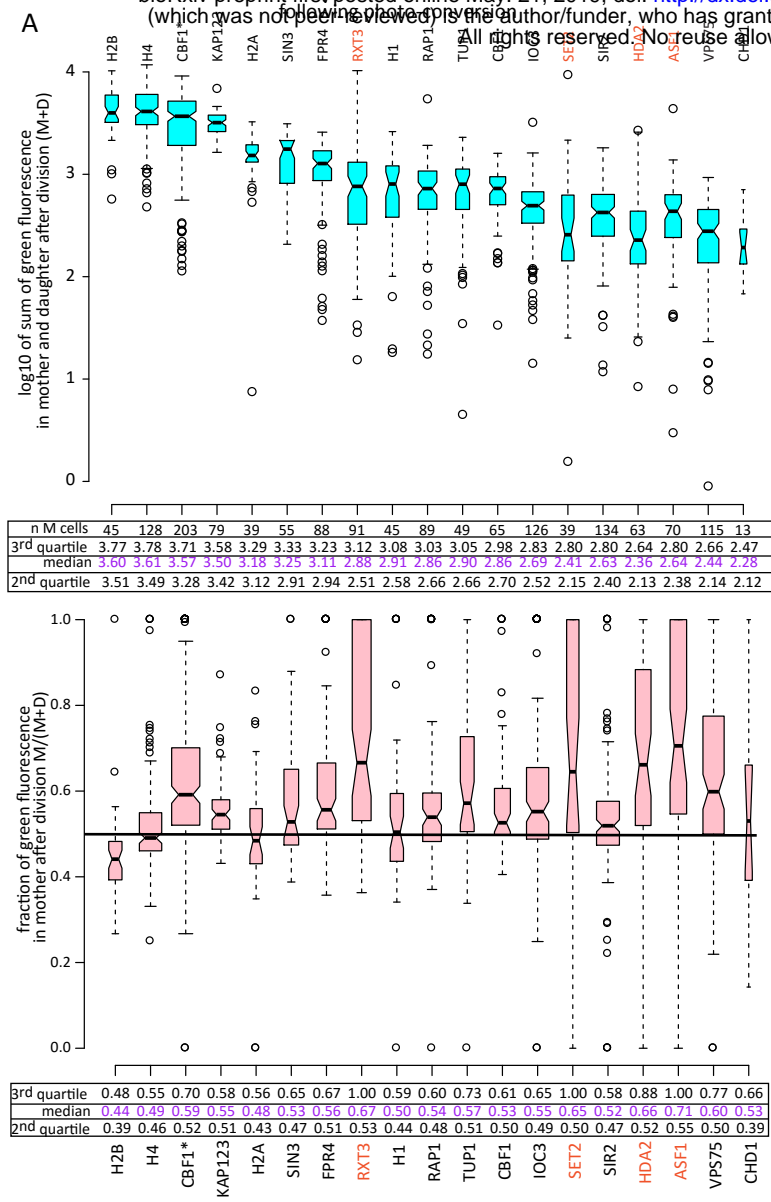 bioRxiv preprint first posted online May. 21, 2019; doi:
following photo-conversion
(which was not peer-reviewed) is the author/funder, who has grant
All rights reserved. No reuse allow
A
H2B H4 CBF1* KAP123 H2A SIN3 FPR4 RXT3 H1 RAP1 TUP1 CBF1 IOC3 SET2 SIR2 HDA2 ASF1 VPS75 CHD1
log10 of sum of green fluorescence
in mother and daughter after division (M+D)
4
3
2
1
0
n M cells 45 128 203 79 39 55 88 91 45 89 49 65 126 39 134 63 70 115 13
3rd quartile 3.77 3.78 3.71 3.58 3.29 3.33 3.23 3.12 3.08 3.03 3.05 2.98 2.83 2.80 2.80 2.64 2.80 2.66 2.47
median 3.60 3.61 3.57 3.50 3.18 3.25 3.11 2.88 2.91 2.86 2.90 2.86 2.69 2.41 2.63 2.36 2.64 2.44 2.28
2nd quartile 3.51 3.49 3.28 3.42 3.12 2.91 2.94 2.51 2.58 2.66 2.66 2.70 2.52 2.15 2.40 2.13 2.38 2.14 2.12
fraction of green fluorescence
in mother after division M/(M+D)
1.0
0.8
0.6
0.4
0.2
0.0
3rd quartile 0.48 0.55 0.70 0.58 0.56 0.65 0.67 1.00 0.59 0.60 0.73 0.61 0.65 1.00 0.58 0.88 1.00 0.77 0.66
median 0.44 0.49 0.59 0.55 0.48 0.53 0.56 0.67 0.50 0.54 0.57 0.53 0.55 0.65 0.52 0.66 0.71 0.60 0.53
2nd quartile 0.39 0.46 0.52 0.51 0.43 0.47 0.51 0.53 0.44 0.48 0.51 0.50 0.49 0.50 0.47 0.52 0.55 0.50 0.39
H2B H4 CBF1* KAP123 H2A SIN3 FPR4 RXT3 H1 RAP1 TUP1 CBF1 IOC3 SET2 SIR2 HDA2 ASF1 VPS75 CHD1